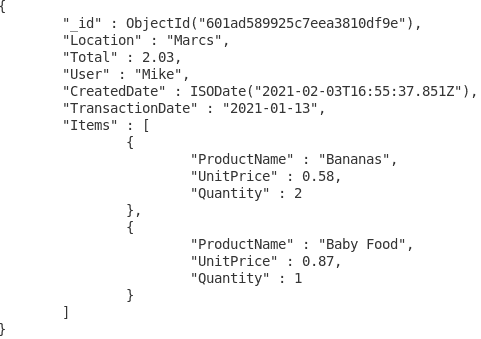 {
        "_id" : ObjectId("601ad589925c7eea3810df9e"),
        "Location" : "Marcs",
        "Total" : 2.03,
        "User" : "Mike",
        "CreatedDate" : ISODate("2021-02-03T16:55:37.851Z"),
        "TransactionDate" : "2021-01-13",
        "Items" : [
                {
                        "ProductName" : "Bananas",
                        "UnitPrice" : 0.58,
                        "Quantity" : 2
                },
                {
                        "ProductName" : "Baby Food",
                        "UnitPrice" : 0.87,
                        "Quantity" : 1
                }
        ]
}